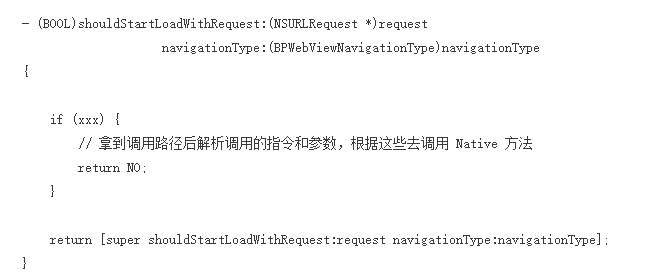 - (BOOL)shouldStartLoadWithRequest:(NSURLRequest *)request
navigationType:(BPWebViewNavigationType)navigationType
{
if (xxx) {
// 拿到调用路径后解析调用的指令和参数，根据这些去调用 Native 方法
return NO;
}
return [super shouldStartLoadWithRequest:request navigationType:navigationType];
}